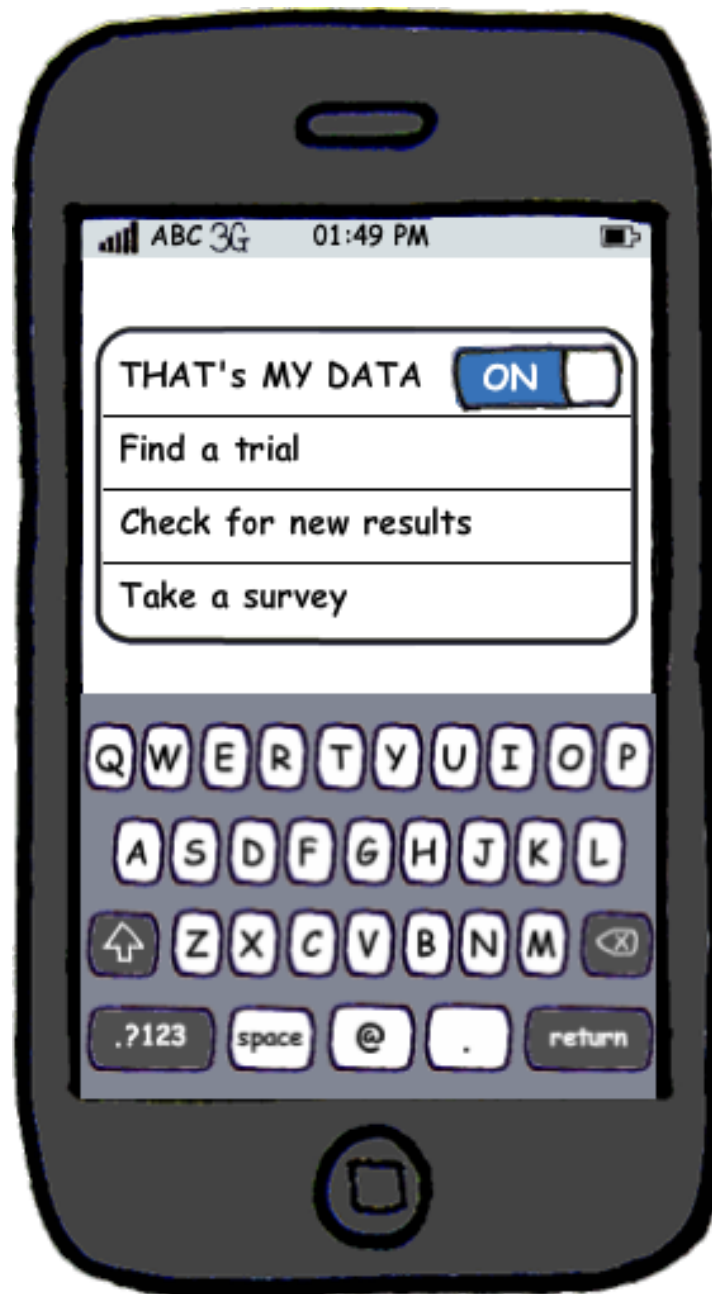 ABC 3G 01:49 PM
THAT's MY DATA ON
Find a trial
Check for new results
Take a survey
Q W E R T Y U I O P
A S D F G H J K L
Z X C V B N M
.?123 space @ . return